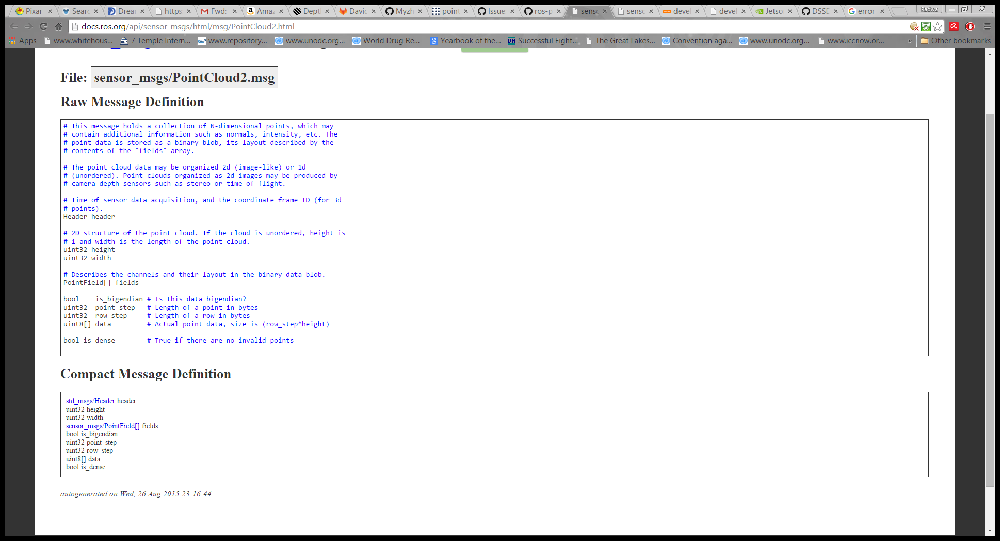 Pixar
Searc
Drear
https
Fwd:
Amaz
Depth
Davic
Myzh
point
Issue
ros-p
senso
senso
devel
devel
Jetso
DSSD
error
Radwa
docs.ros.org/api/sensor_msgs/html/msg/PointCloud2.html
Apps
www.whitehous...
7 Temple Intern...
www.repository...
www.unodc.org...
World Drug Re...
Yearbook of the...
Successful Fight...
The Great Lakes...
Convention aga...
www.unodc.org...
www.iccnow.or...
»
Other bookmarks
File: sensor_msgs/PointCloud2.msg
Raw Message Definition
# This message holds a collection of N-dimensional points, which may
# contain additional information such as normals, intensity, etc. The
# point data is stored as a binary blob, its layout described by the
# contents of the "fields" array.
# The point cloud data may be organized 2d (image-like) or 1d
# (unordered). Point clouds organized as 2d images may be produced by
# camera depth sensors such as stereo or time-of-flight.
# Time of sensor data acquisition, and the coordinate frame ID (for 3d
# points).
Header header
# 2D structure of the point cloud. If the cloud is unordered, height is
# 1 and width is the length of the point cloud.
uint32 height
uint32 width
# Describes the channels and their layout in the binary data blob.
PointField[] fields
bool    is_bigendian # Is this data bigendian?
uint32  point_step   # Length of a point in bytes
uint32  row_step     # Length of a row in bytes
uint8[] data         # Actual point data, size is (row_step*height)
bool is_dense        # True if there are no invalid points
Compact Message Definition
std_msgs/Header header
uint32 height
uint32 width
sensor_msgs/PointField[] fields
bool is_bigendian
uint32 point_step
uint32 row_step
uint8[] data
bool is_dense
autogenerated on Wed, 26 Aug 2015 23:16:44